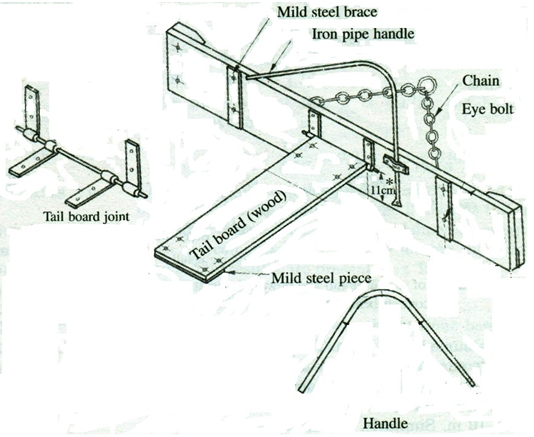 Mild steel brace
Iron pipe handle
Chain
Eye bolt
Tail board joint
*
11cm
Tail board (wood)
Mild steel piece
Handle